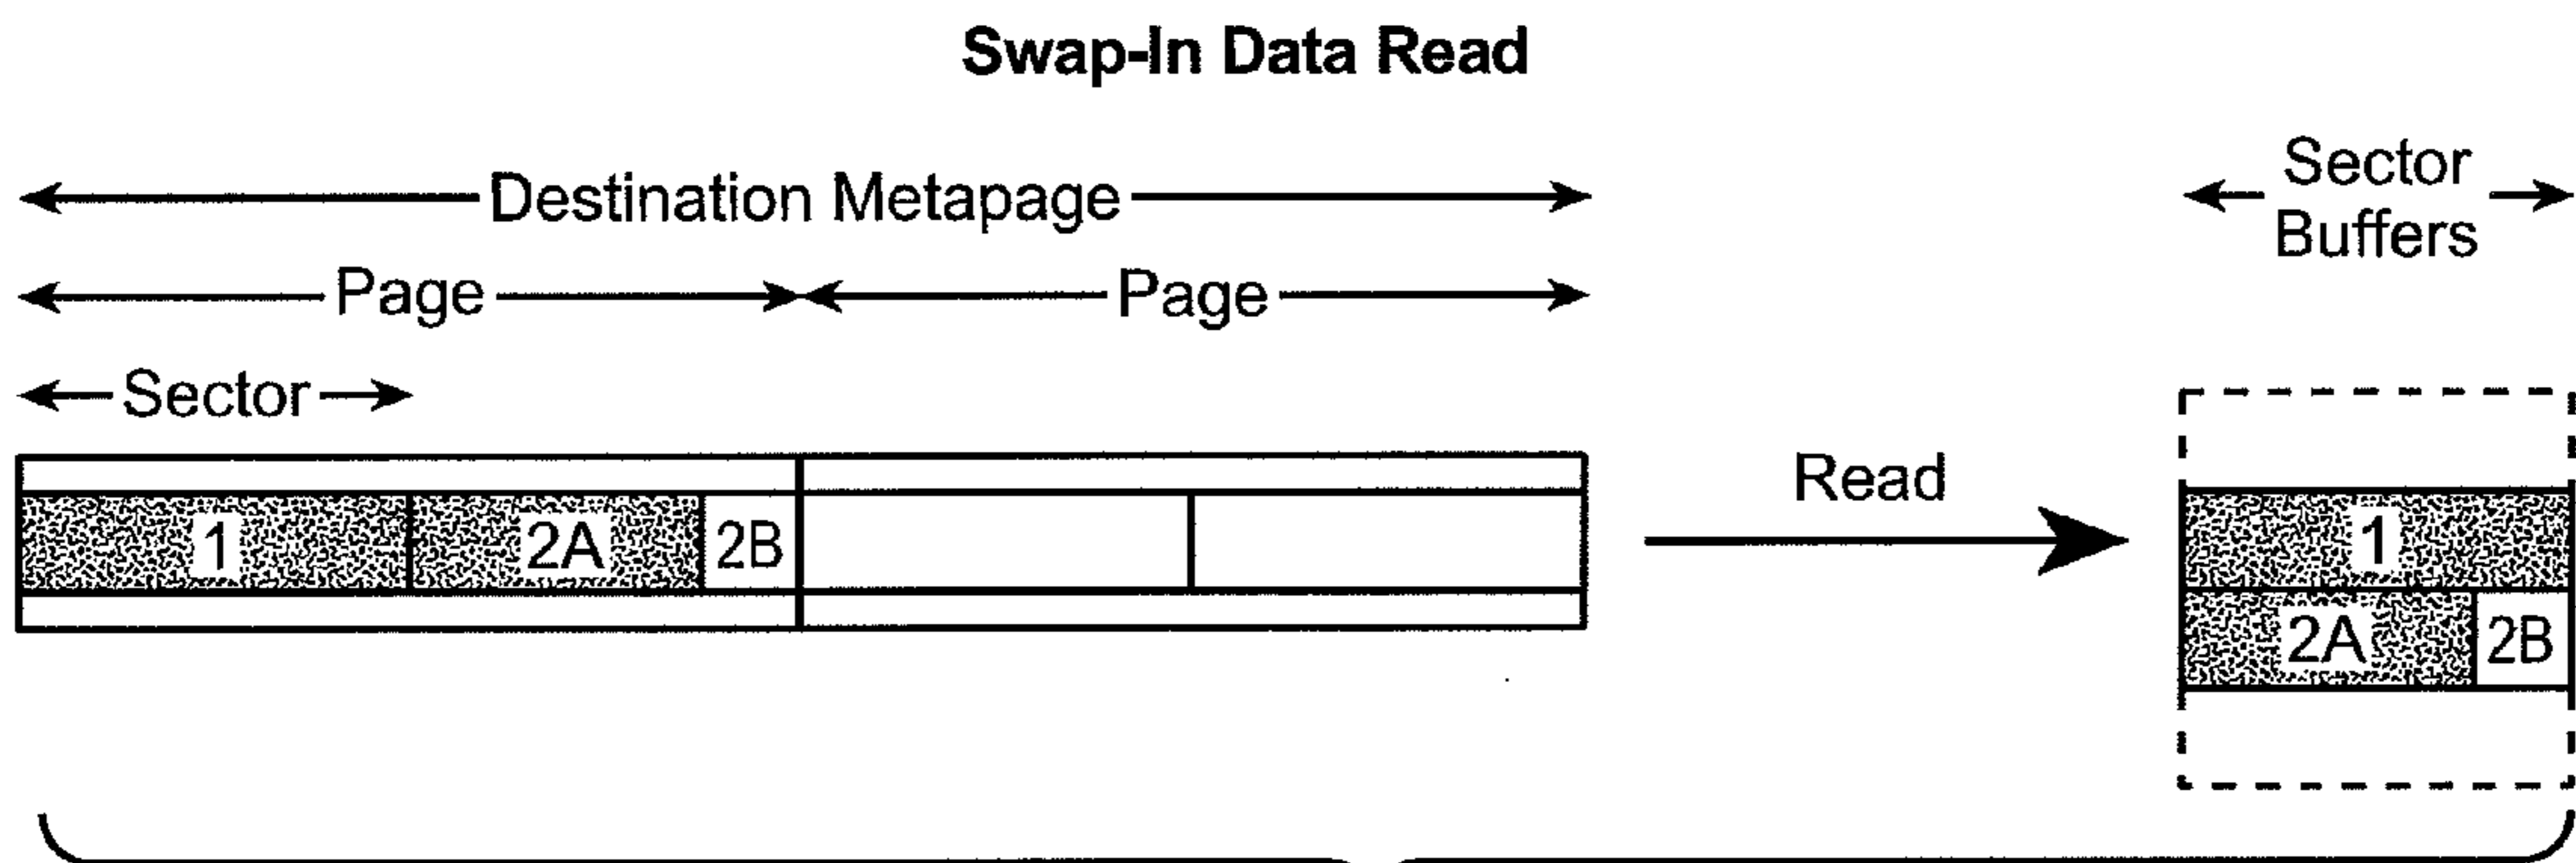 Swap-In Data Read
Destination Metapage
Sector
Buffers
Page Page
Sector
Read
1 2A 2B
1
2A 2B